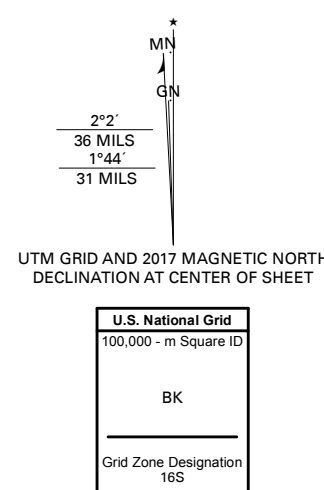 ★
MN
GN
2°2´
36 MILS
1°44´
31 MILS
UTM GRID AND 2017 MAGNETIC NORTH
DECLINATION AT CENTER OF SHEET
U.S. National Grid
100,000 - m Square ID
BK
Grid Zone Designation
16S